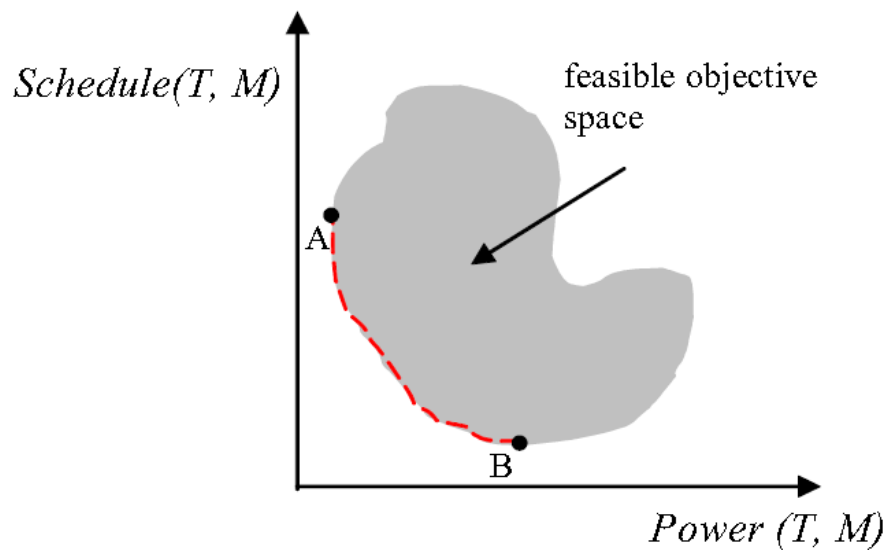 Schedule(T, M)
feasible objective
space
A
B
Power (T, M)